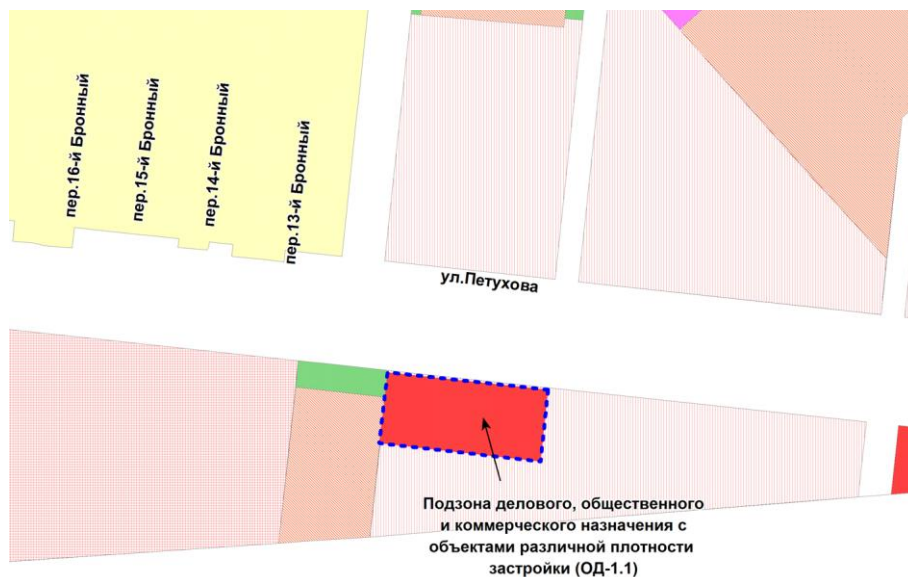 пер.16-й Бронный
пер.15-й Бронный
пер.14-й Бронный
пер.13-й Бронный
ул.Петухова
Подзона делового, общественного
и коммерческого назначения с
объектами различной плотности
застройки (ОД-1.1)